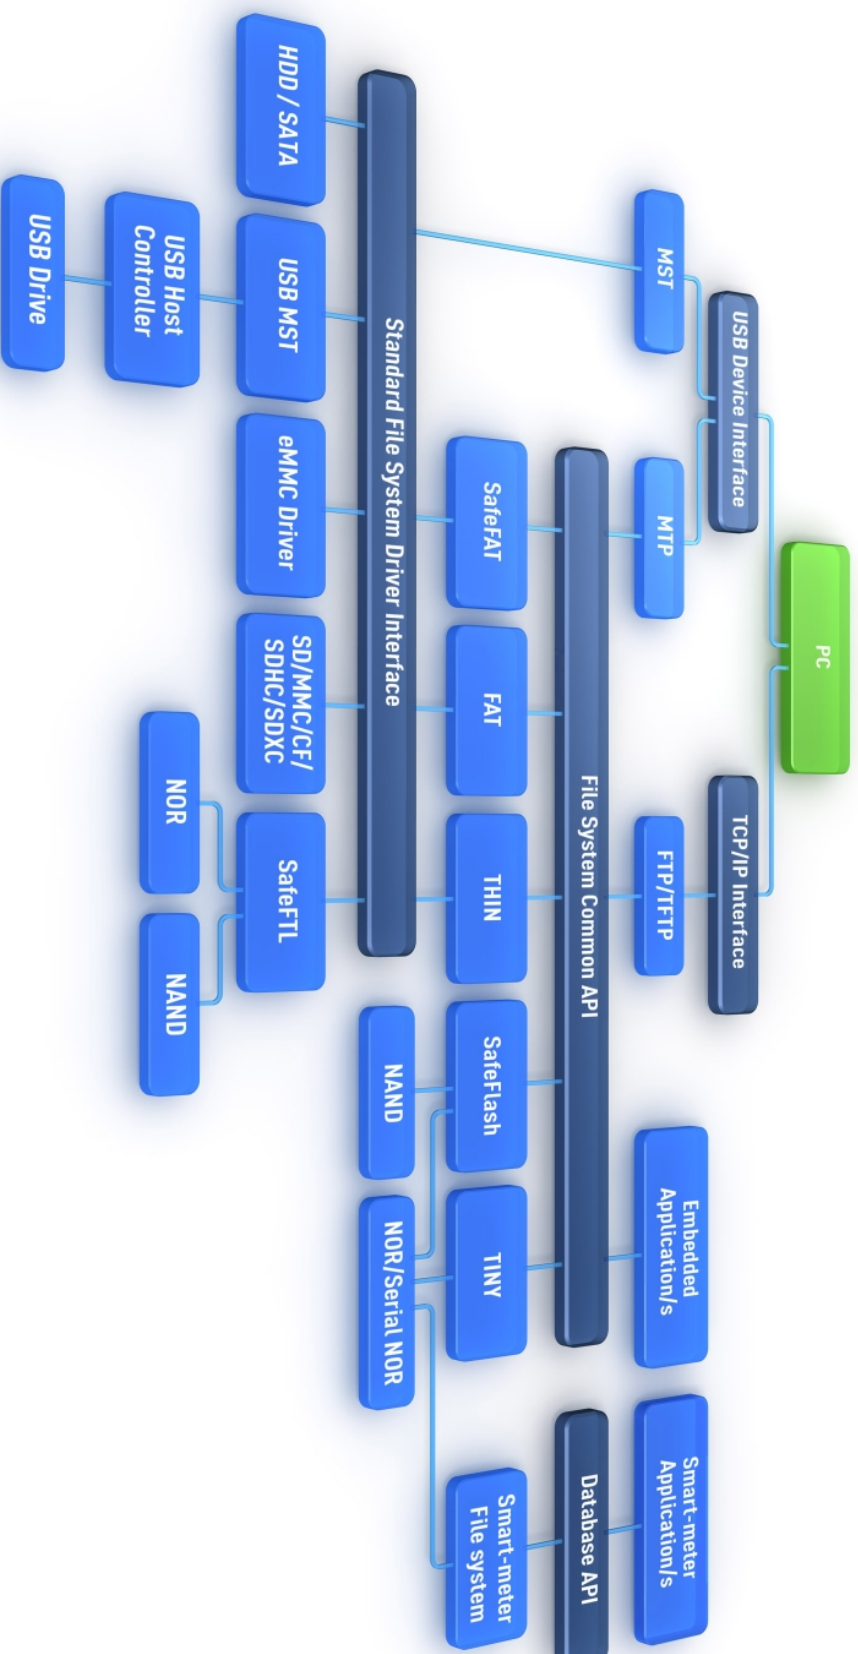 PC
USB Device Interface
TCP/IP Interface
MST
MTP
FTP/TFTP
Embedded
Application/s
Smart-meter
Application/s
File System Common API
Database API
SafeFAT
FAT
THIN
SafeFlash
TINY
Smart-meter
File system
Standard File System Driver Interface
NAND
NOR/Serial NOR
HDD / SATA
USB MST
eMMC Driver
SD/MMC/CF/
SDHC/SDXC
SafeFTL
USB Host
Controller
NOR
NAND
USB Drive